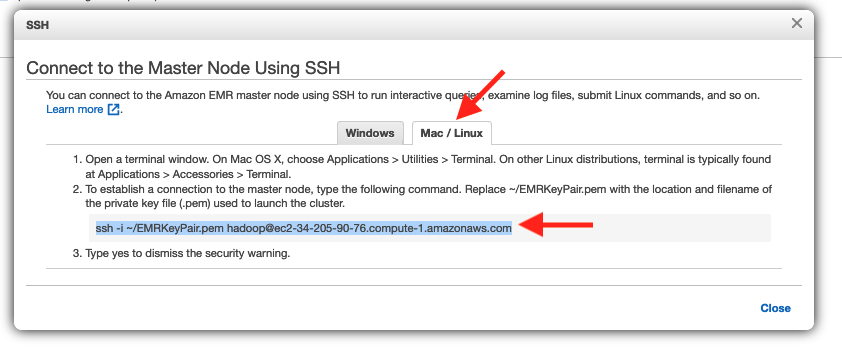 SSH
Connect to the Master Node Using SSH
You can connect to the Amazon EMR master node using SSH to run interactive queries, examine log files, submit Linux commands, and so on.
Learn more.
Windows
Mac / Linux
1. Open a terminal window. On Mac OS X, choose Applications > Utilities > Terminal. On other Linux distributions, terminal is typically found
at Applications > Accessories > Terminal.
2. To establish a connection to the master node, type the following command. Replace ~/EMRKeyPair.pem with the location and filename of
the private key file (.pem) used to launch the cluster.
ssh -i ~/EMRKeyPair.pem hadoop@ec2-34-205-90-76.compute-1.amazonaws.com
3. Type yes to dismiss the security warning.
Close